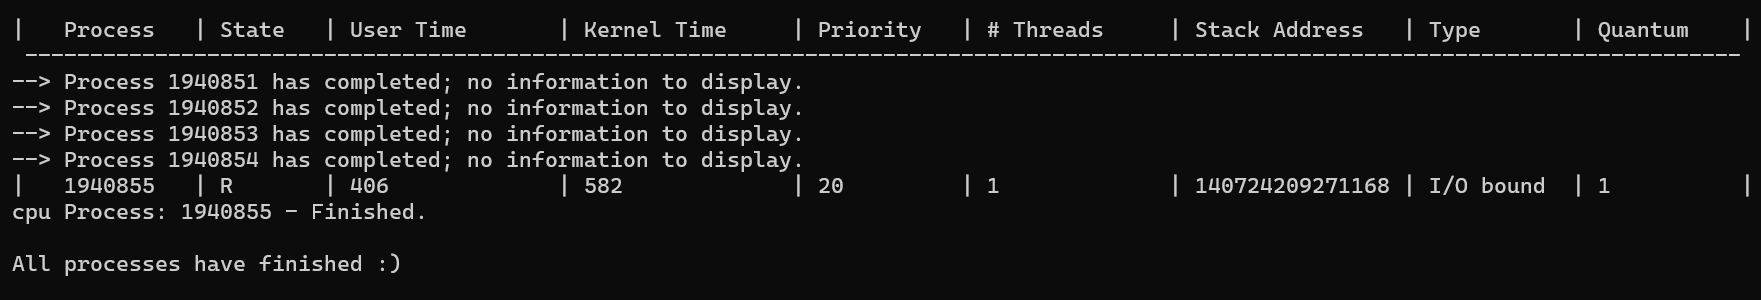 |   Process   | State   | User Time       | Kernel Time     | Priority   | # Threads     | Stack Address   | Type       | Quantum    |
------------------------------------------------------------------------------------------------------------------------------------
--> Process 1940851 has completed; no information to display.
--> Process 1940852 has completed; no information to display.
--> Process 1940853 has completed; no information to display.
--> Process 1940854 has completed; no information to display.
|   1940855   | R       | 406             | 582             | 20         | 1             | 140724209271168 | I/O bound  | 1          |
cpu Process: 1940855 - Finished.

All processes have finished :)